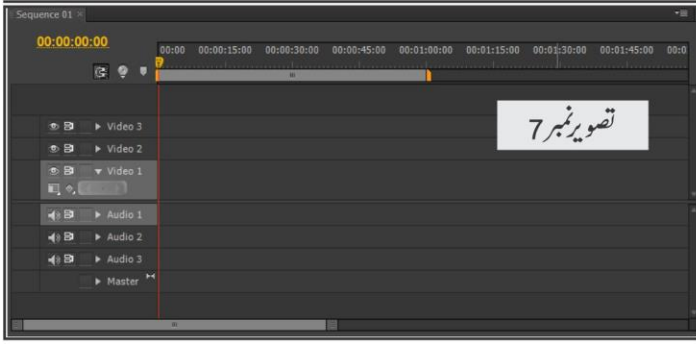 Sequence 01 ×
00:00:00:00
00:00 00:00:15:00 00:00:30:00 00:00:45:00 00:01:00:00 00:01:15:00 00:01:30:00 00:01:45:00 00:0
تصویر نمبر 7
Video 3
Video 2
Video 1
Audio 1
Audio 2
Audio 3
Master